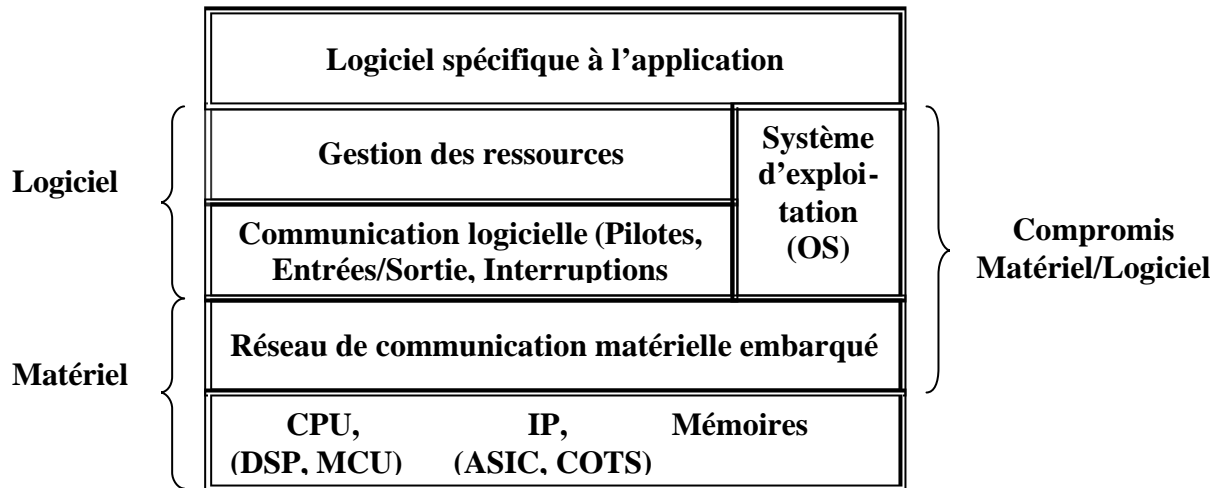 Logiciel spécifique à l’application
Logiciel
Gestion des ressources
Communication logicielle (Pilotes,
Entrées/Sortie, Interruptions
Système
d’exploi-
tation
(OS)
Compromis
Matériel/Logiciel
Matériel
Réseau de communication matérielle embarqué
CPU, IP, Mémoires
(DSP, MCU) (ASIC, COTS)